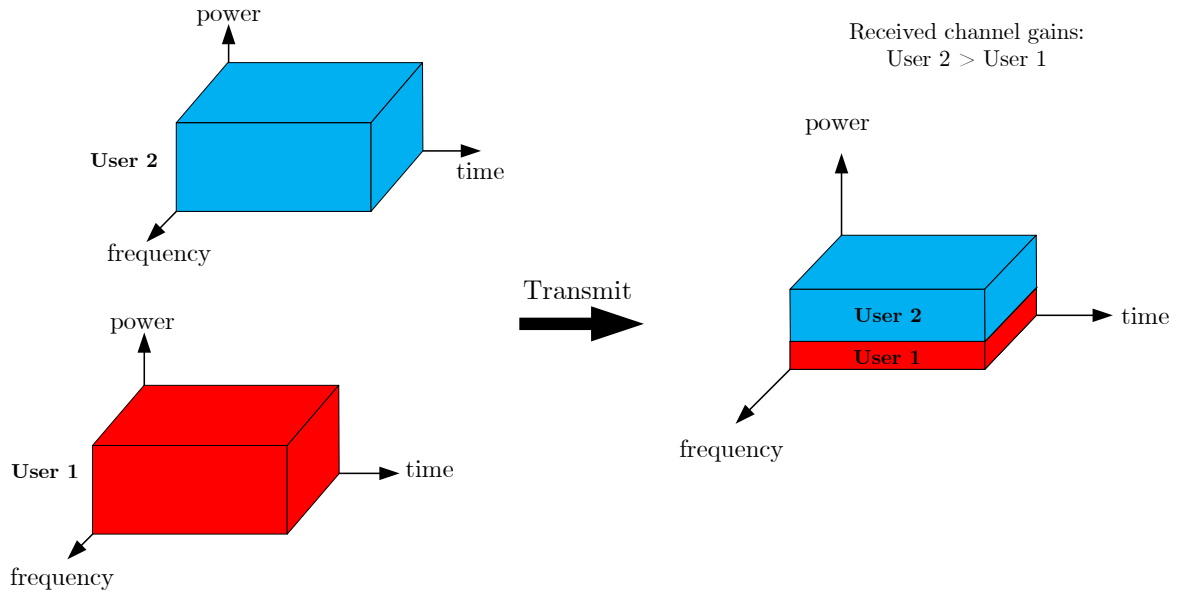 power
User 2
time
frequency
power
User 1
time
frequency
Transmit
Received channel gains:
User 2 > User 1
power
User 2
User 1
time
frequency